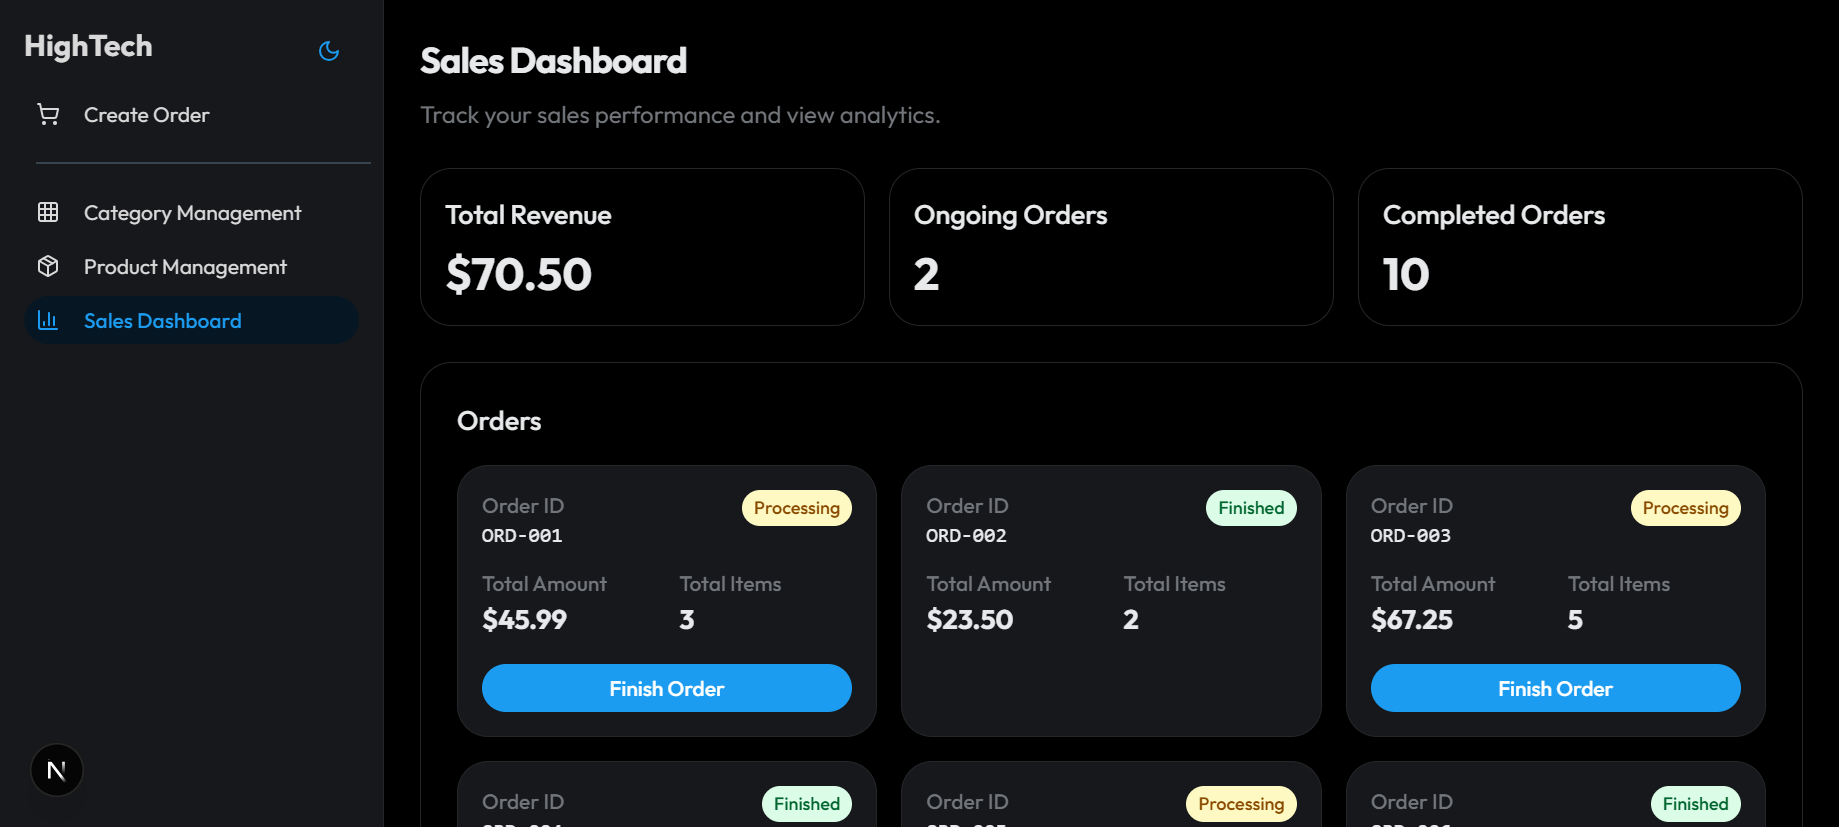 HighTech
Create Order
Category Management
Product Management
Sales Dashboard
N
Sales Dashboard
Track your sales performance and view analytics.
Total Revenue
$70.50
Ongoing Orders
2
Completed Orders
10
Orders
Order ID
Processing
ORD-001
Total Amount
Total Items
$45.99
3
Finish Order
Order ID
Finished
ORD-002
Total Amount
Total Items
$23.50
2
Order ID
Processing
ORD-003
Total Amount
Total Items
$67.25
5
Finish Order
Order ID
Finished
Order ID
Processing
Order ID
Finished